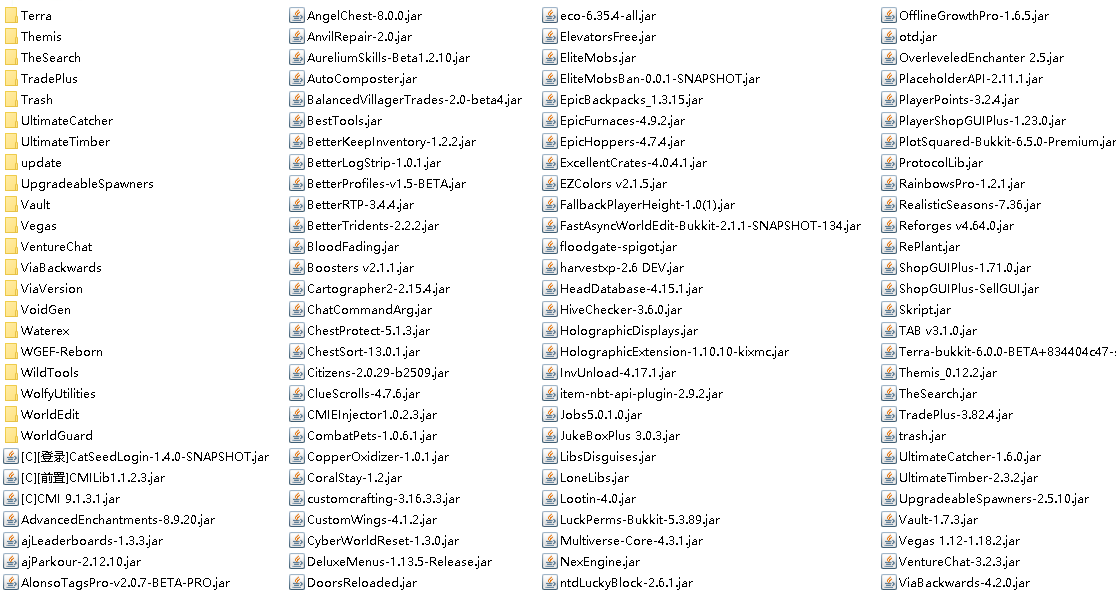 Terra
Themis
TheSearch
TradePlus
Trash
UltimateCatcher
UltimateTimber
update
UpgradeableSpawners
Vault
Vegas
VentureChat
ViaBackwards
ViaVersion
VoidGen
Waterex
WGEF-Reborn
WildTools
WolfyUtilities
WorldEdit
WorldGuard
[C][登录]CatSeedLogin-1.4.0-SNAPSHOT.jar
[C][前置]CMILib1.1.2.3.jar
[C]CMI 9.1.3.1.jar
AdvancedEnchantments-8.9.20.jar
ajLeaderboards-1.3.3.jar
ajParkour-2.12.10.jar
AlonsoTagsPro-v2.0.7-BETA-PRO.jar
AngelChest-8.0.0.jar
AnvilRepair-2.0.jar
AureliumSkills-Beta1.2.10.jar
AutoComposter.jar
BalancedVillagerTrades-2.0-beta4.jar
BestTools.jar
BetterKeepInventory-1.2.2.jar
BetterLogStrip-1.0.1.jar
BetterProfiles-v1.5-BETA.jar
BetterRTP-3.4.4.jar
BetterTridents-2.2.2.jar
BloodFading.jar
Boosters v2.1.1.jar
Cartographer2-2.15.4.jar
ChatCommandArg.jar
ChestProtect-5.1.3.jar
ChestSort-13.0.1.jar
Citizens-2.0.29-b2509.jar
ClueScrolls-4.7.6.jar
CMIEInjector1.0.2.3.jar
CombatPets-1.0.6.1.jar
CopperOxidizer-1.0.1.jar
CoralStay-1.2.jar
customcrafting-3.16.3.3.jar
CustomWings-4.1.2.jar
CyberWorldReset-1.3.0.jar
DeluxeMenus-1.13.5-Release.jar
DoorsReloaded.jar
eco-6.35.4-all.jar
ElevatorsFree.jar
EliteMobs.jar
EliteMobsBan-0.0.1-SNAPSHOT.jar
EpicBackpacks_1.3.15.jar
EpicFurnaces-4.9.2.jar
EpicHoppers-4.7.4.jar
ExcellentCrates-4.0.4.1.jar
EZColors v2.1.5.jar
FallbackPlayerHeight-1.0(1).jar
FastAsyncWorldEdit-Bukkit-2.1.1-SNAPSHOT-134.jar
floodgate-spigot.jar
harvestxp-2.6 DEV.jar
HeadDatabase-4.15.1.jar
HiveChecker-3.6.0.jar
HolographicDisplays.jar
HolographicExtension-1.10.10-kixmc.jar
InvUnload-4.17.1.jar
item-nbt-api-plugin-2.9.2.jar
Jobs5.0.1.0.jar
JukeBoxPlus 3.0.3.jar
LibsDisguises.jar
LoneLibs.jar
Lootin-4.0.jar
LuckPerms-Bukkit-5.3.89.jar
Multiverse-Core-4.3.1.jar
NexEngine.jar
ntdLuckyBlock-2.6.1.jar
OfflineGrowthPro-1.6.5.jar
otd.jar
OverleveledEnchanter 2.5.jar
PlaceholderAPI-2.11.1.jar
PlayerPoints-3.2.4.jar
PlayerShopGUIPlus-1.23.0.jar
PlotSquared-Bukkit-6.5.0-Premium.jar
ProtocolLib.jar
RainbowsPro-1.2.1.jar
RealisticSeasons-7.36.jar
Reforges v4.64.0.jar
RePlant.jar
ShopGUIPlus-1.71.0.jar
ShopGUIPlus-SellGUI.jar
Skript.jar
TAB v3.1.0.jar
Terra-bukkit-6.0.0-BETA+834404c47-
Themis_0.12.2.jar
TheSearch.jar
TradePlus-3.82.4.jar
trash.jar
UltimateCatcher-1.6.0.jar
UltimateTimber-2.3.2.jar
UpgradeableSpawners-2.5.10.jar
Vault-1.7.3.jar
Vegas 1.12-1.18.2.jar
VentureChat-3.2.3.jar
ViaBackwards-4.2.0.jar